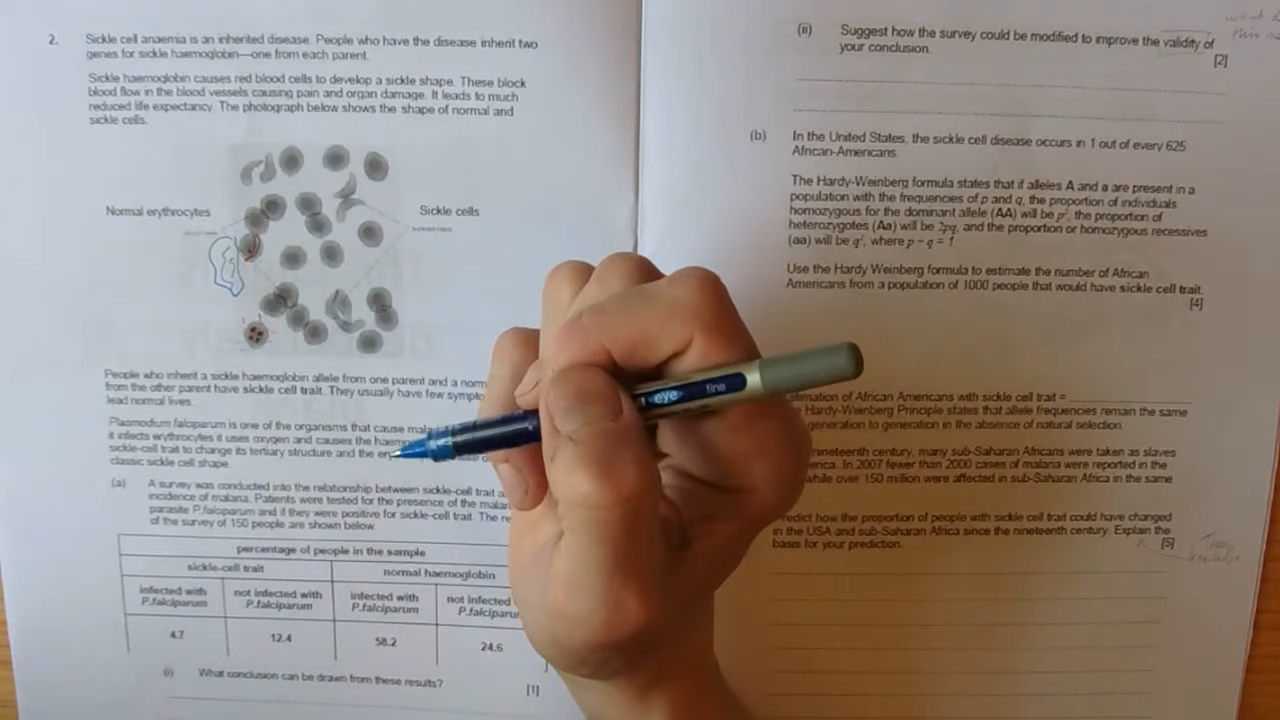 2. Sickle cell anaemia is an inherited disease. People who have the disease inherit two
genes for sickle haemoglobin—one from each parent.
Sickle haemoglobin causes red blood cells to develop a sickle shape. These block
blood flow in the blood vessels causing pain and organ damage. It leads to much
reduced life expectancy. The photograph below shows the shape of normal and
sickle cells.
Normal erythrocytes
Sickle cells
People who inherit a sickle haemoglobin allele from one parent and a
from the other parent have sickle cell trait. They usually have few
lead normal lives.
Plasmodium falciparum is one of the organisms that cause
it infects erythrocytes it uses oxygen and causes the
sickle-cell trait to change its tertiary structure and the
classic sickle cell shape.
(a) A survey was conducted into the relationship between sickle-cell trait
incidence of malaria. Patients were tested for the presence of the
parasite P.falciparum and if they were positive for sickle-cell trait. The
of the survey of 150 people are shown below.
percentage of people in the sample
sickle-cell trait normal haemoglobin
infected with not infected with infected with not infected
P.falciparum P.falciparum P.falciparum
4.7 12.4 58.2 24.6
(i) What conclusion can be drawn from these results?
[1]
(ii) Suggest how the survey could be modified to improve the validity of
your conclusion.
[2]
(b) In the United States, the sickle cell disease occurs in 1 out of every 625
African-Americans.
The Hardy-Weinberg formula states that if alleles A and a are present in a
population with the frequencies of p and q, the proportion of individuals
homozygous for the dominant allele (AA) will be p², the proportion of
heterozygotes (Aa) will be 2pq, and the proportion or homozygous recessives
(aa) will be q², where p - q = 1
Use the Hardy Weinberg formula to estimate the number of African
Americans from a population of 1000 people that would have sickle cell trait.
[4]
of African Americans with sickle cell trait =
Hardy-Weinberg Principle states that allele frequencies remain the same
generation to generation in the absence of natural selection.
nineteenth century, many sub-Saharan Africans were taken as slaves
In 2007 fewer than 2000 cases of malaria were reported in the
while over 150 million were affected in sub-Saharan Africa in the same
how the proportion of people with sickle cell trait could have changed
in the USA and sub-Saharan Africa since the nineteenth century. Explain the
basis for your prediction.
[5]
eye fine